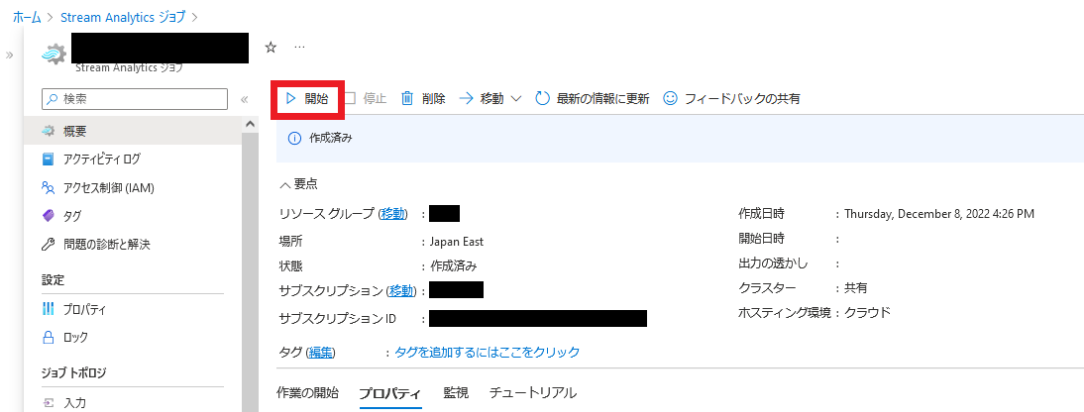 ホーム > Stream Analytics ジョブ >
Stream Analytics ジョブ
検索
概要
アクティビティ ログ
アクセス制御 (IAM)
タグ
問題の診断と解決
設定
プロパティ
ロック
ジョブ トポロジ
入力
開始 停止 削除 移動 最新の情報に更新 フィードバックの共有
作成済み
要点
リソース グループ (移動) :
場所 : Japan East
状態 : 作成済み
サブスクリプション (移動) :
サブスクリプション ID :
タグ (編集) : タグを追加するにはここをクリック
作成日時 : Thursday, December 8, 2022 4:26 PM
開始日時 :
出力の透かし :
クラスター : 共有
ホスティング環境 : クラウド
作業の開始 プロパティ 監視 チュートリアル